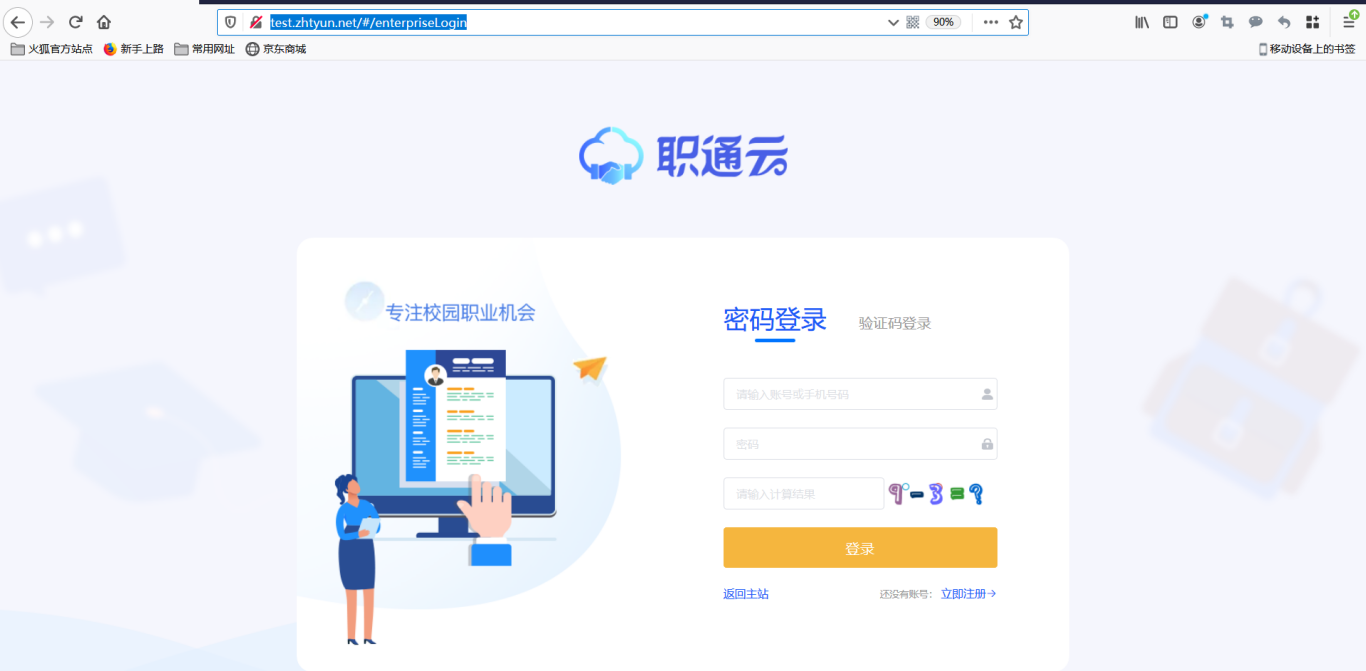 test.zhtyun.net/#/enterpriseLogin
90%
火狐官方站点 新手上路 常用网址 京东商城 移动设备上的书签
职通云
专注校园职业机会
密码登录 验证码登录
请输入账号或手机号码
密码
请输入计算结果 9-3=?
登录
返回主站 还没有账号: 立即注册→